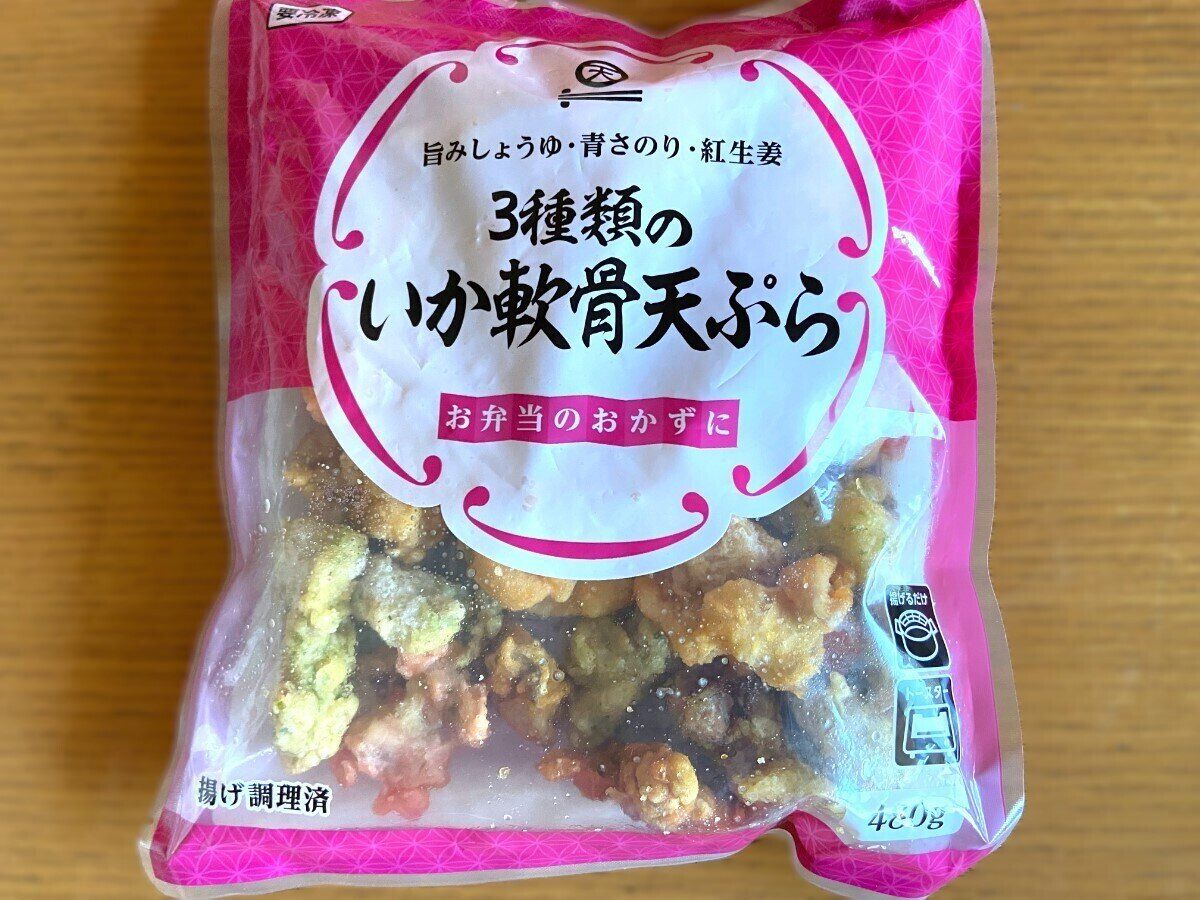 要冷凍
天
旨みしょうゆ・青さのり・紅生姜
3種類の
いか軟骨天ぷら
お弁当のおかずに
揚げるだけ
トースター
揚げ調理済
480g